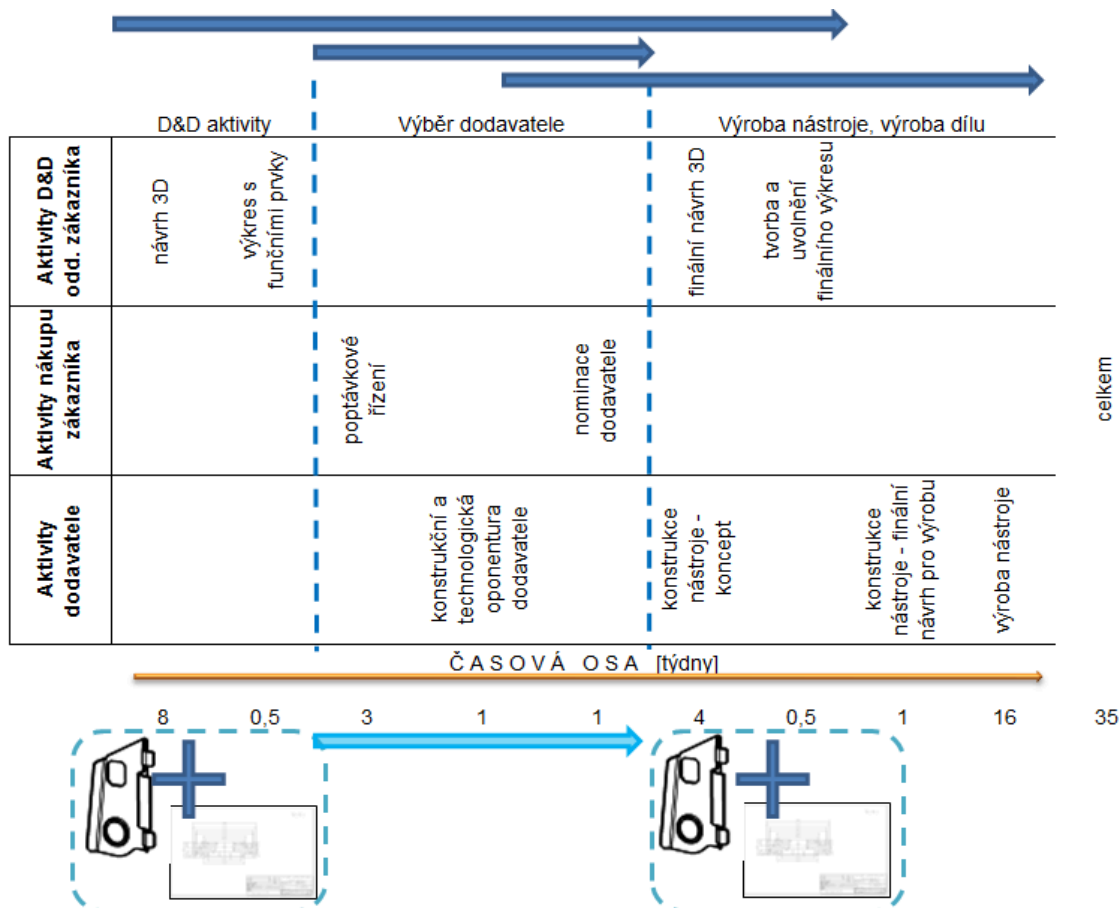 D&D aktivity
Výběr dodavatele
Výroba nástroje, výroba dílu
Aktivity D&D
odd. zákazníka
návrh 3D
výkres s
funčními prvky
finální návrh 3D
tvorba a
uvolnění
finálního výkresu
Aktivity nákupu
zákazníka
poptávkové
řízení
nominace
dodavatele
celkem
Aktivity
dodavatele
konstrukční a
technologická
oponentura
dodavatele
konstrukce
nástroje -
koncept
konstrukce
nástroje - finální
návrh pro výrobu
výroba nástroje
ČASOVÁ OSA [týdny]
8 0,5 3 1 1 4 0,5 1 16 35